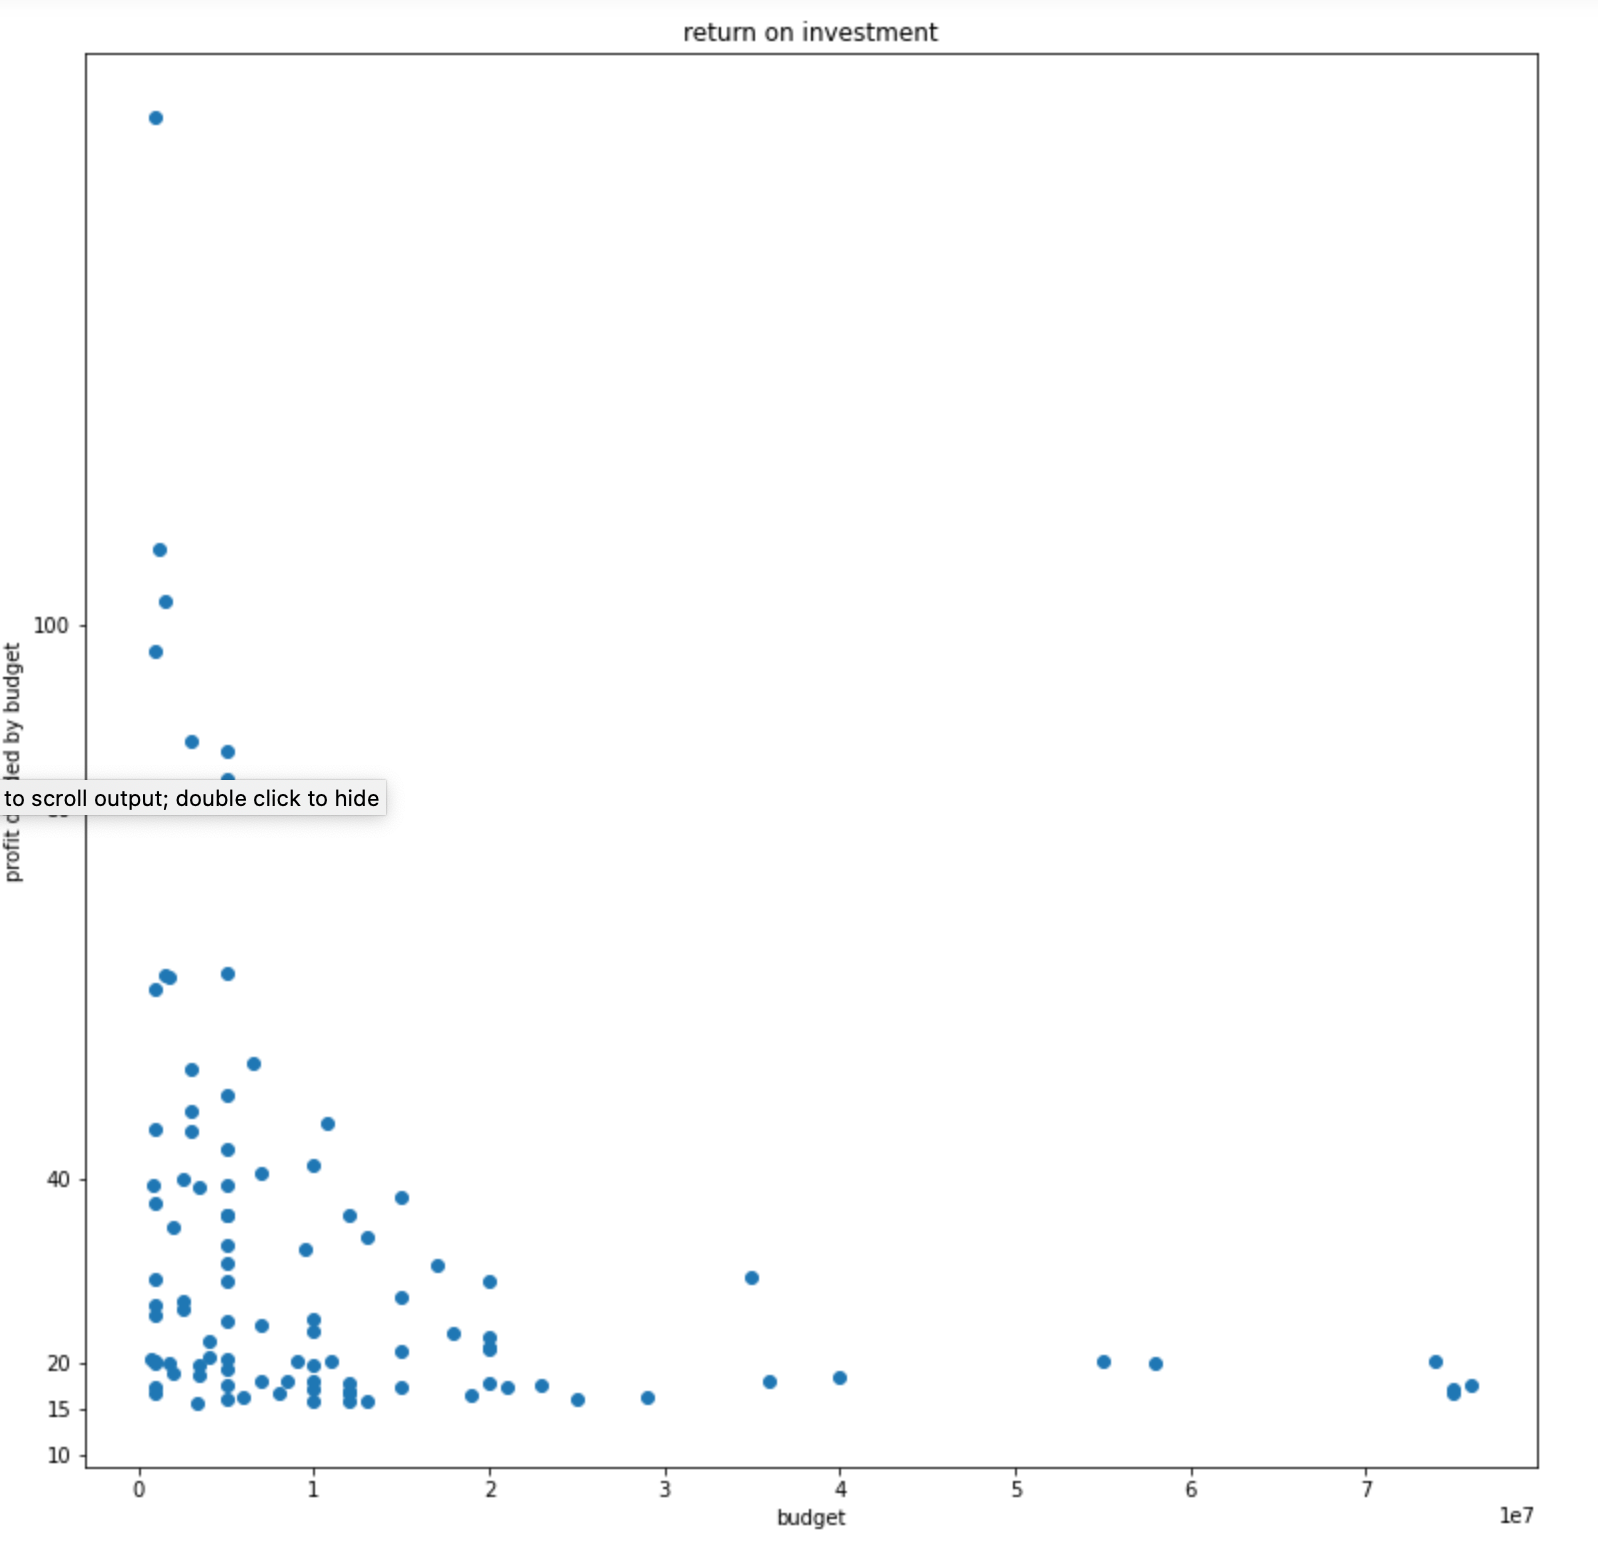 return on investment
100
profit ded by budget
to scroll output; double click to hide
40
20
15
10
0 1 2 3 4 5 6 7
1e7
budget